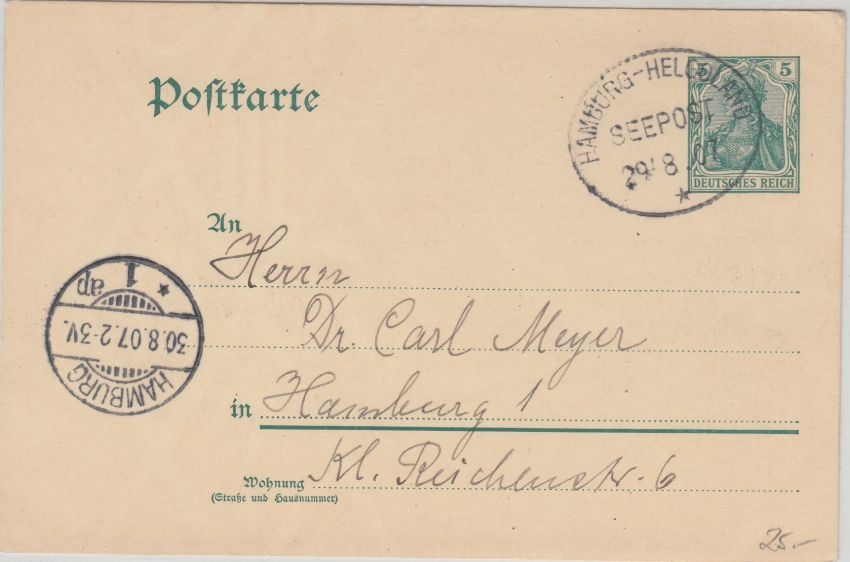 Postkarte
HAMBURG-HELGOLAND
SEEPOST
29/8.07
*
5 5
DEUTSCHES REICH
An
Herrn
Dr. Carl Meyer
in Hamburg 1
Kl. Reichenstr. 6
Wohnung
(Straße und Hausnummer)
HAMBURG
30.8.07.2-3V.
* 1 ap
25.-